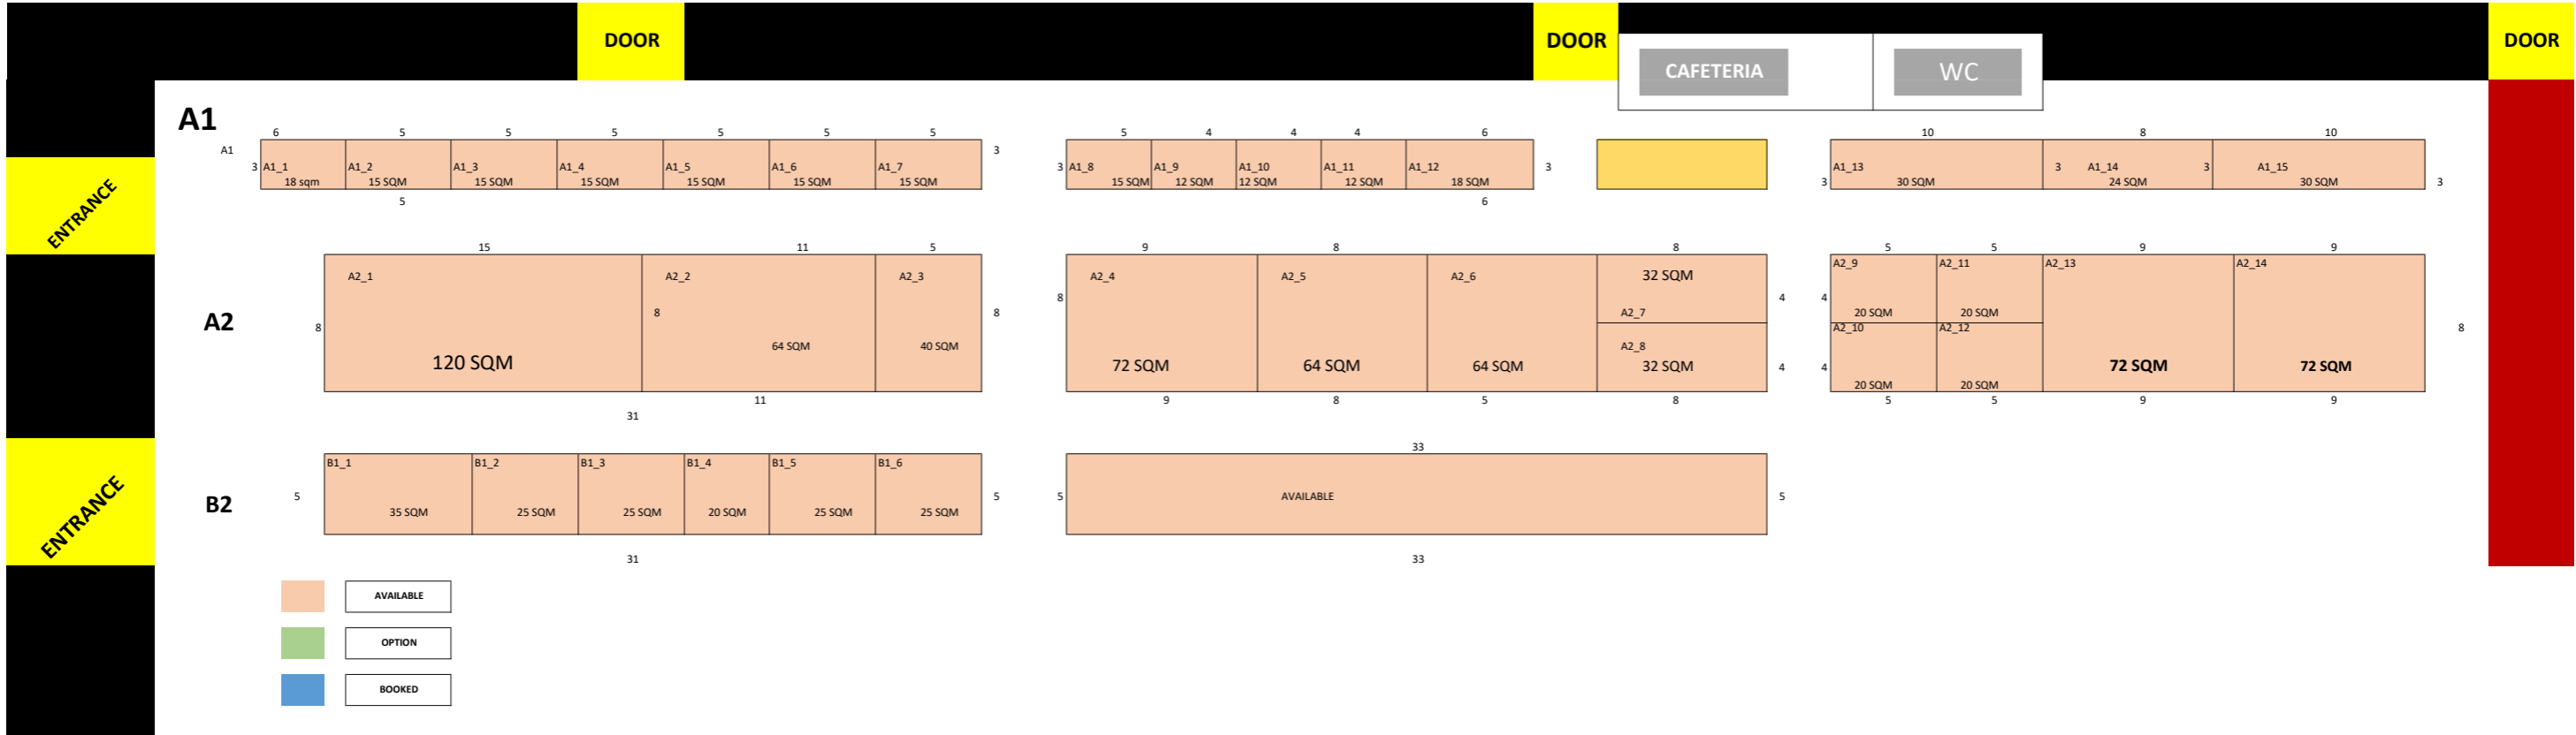 DOOR DOOR DOOR
CAFETERIA WC
A1
6 5 5 5 5 5 5 5 4 4 4 6 10 8 10
A1 3 3 3 3 3 3 3 3
A1_1 A1_2 A1_3 A1_4 A1_5 A1_6 A1_7 A1_8 A1_9 A1_10 A1_11 A1_12 A1_13 A1_14 A1_15
18 sqm 15 SQM 15 SQM 15 SQM 15 SQM 15 SQM 15 SQM 15 SQM 12 SQM 12 SQM 12 SQM 18 SQM 30 SQM 24 SQM 30 SQM
5 6
ENTRANCE
15 11 5 9 8 8 5 5 9 9
A2_9 A2_11 A2_13 A2_14
A2_1 A2_2 A2_3 A2_4 A2_5 A2_6 32 SQM
8 4 4
8 8 A2_7 20 SQM 20 SQM
A2
8 A2_10 A2_12 8
64 SQM 40 SQM A2_8
120 SQM 72 SQM 64 SQM 64 SQM 32 SQM 4 4 72 SQM 72 SQM
20 SQM 20 SQM
11 9 8 5 8 5 5 9 9
31
33
B1_1 B1_2 B1_3 B1_4 B1_5 B1_6
5 5 5 AVAILABLE 5
B2
35 SQM 25 SQM 25 SQM 20 SQM 25 SQM 25 SQM
ENTRANCE
31 33
AVAILABLE
OPTION
BOOKED